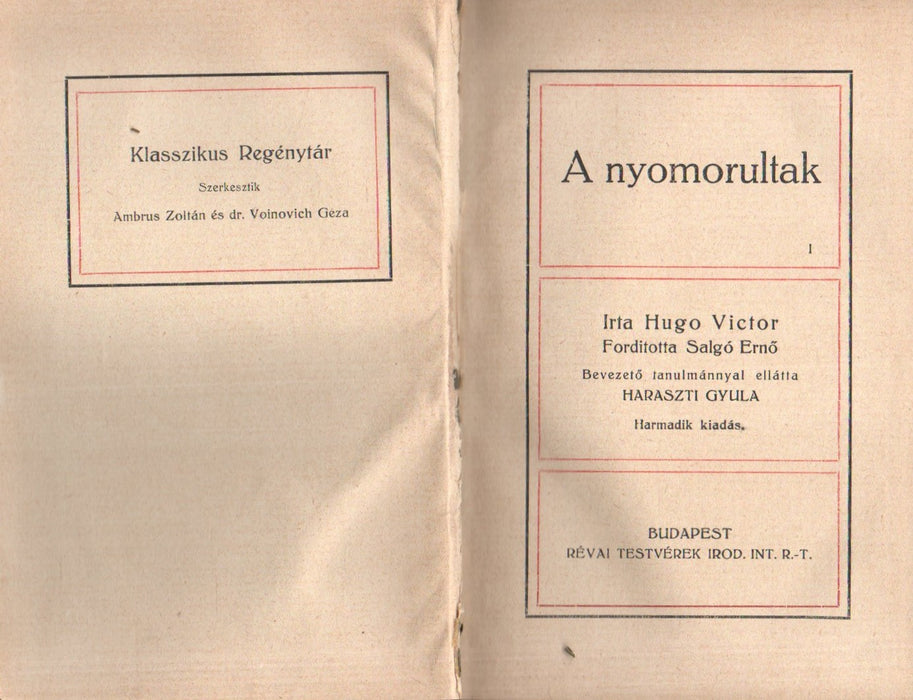 Klasszikus Regénytár
Szerkesztik
Ambrus Zoltán és dr. Voinovich Géza
A nyomorultak
I
Irta Hugo Victor
Forditotta Salgó Ernő
Bevezető tanulmánnyal ellátta
HARASZTI GYULA
Harmadik kiadás.
BUDAPEST
RÉVAI TESTVÉREK IROD. INT. R.-T.